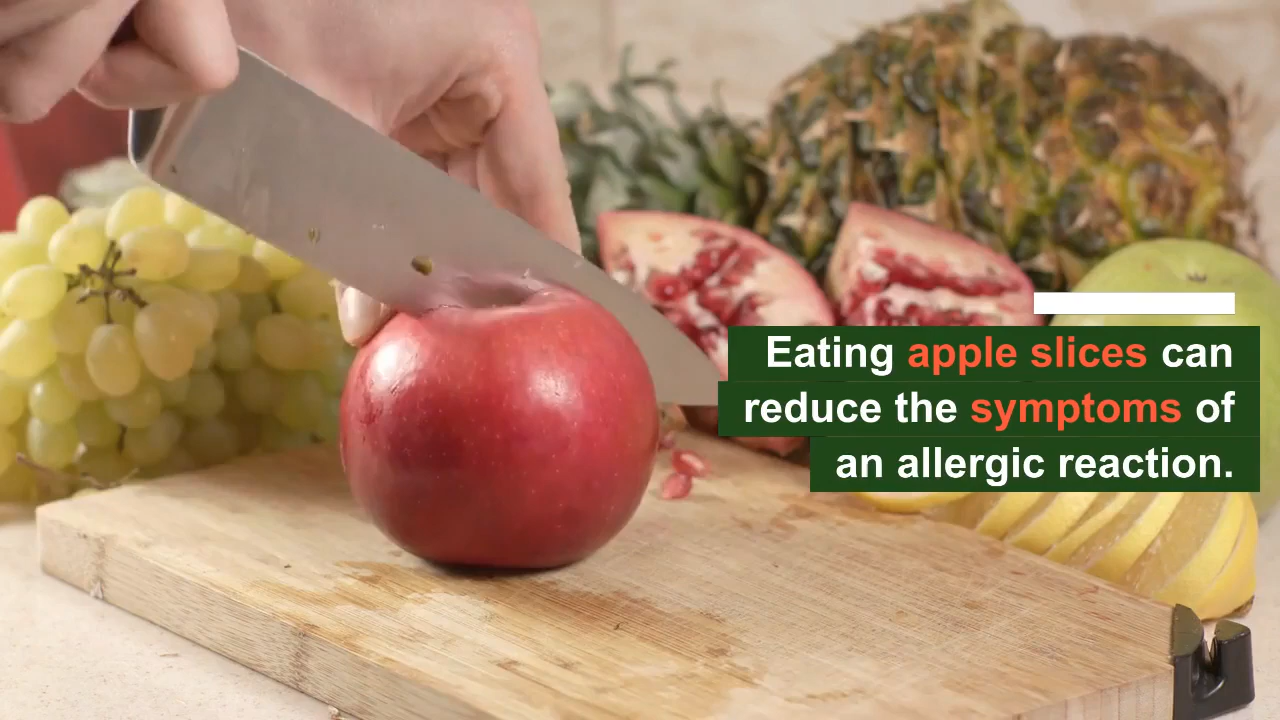 Eating apple slices can
reduce the symptoms of
an allergic reaction.